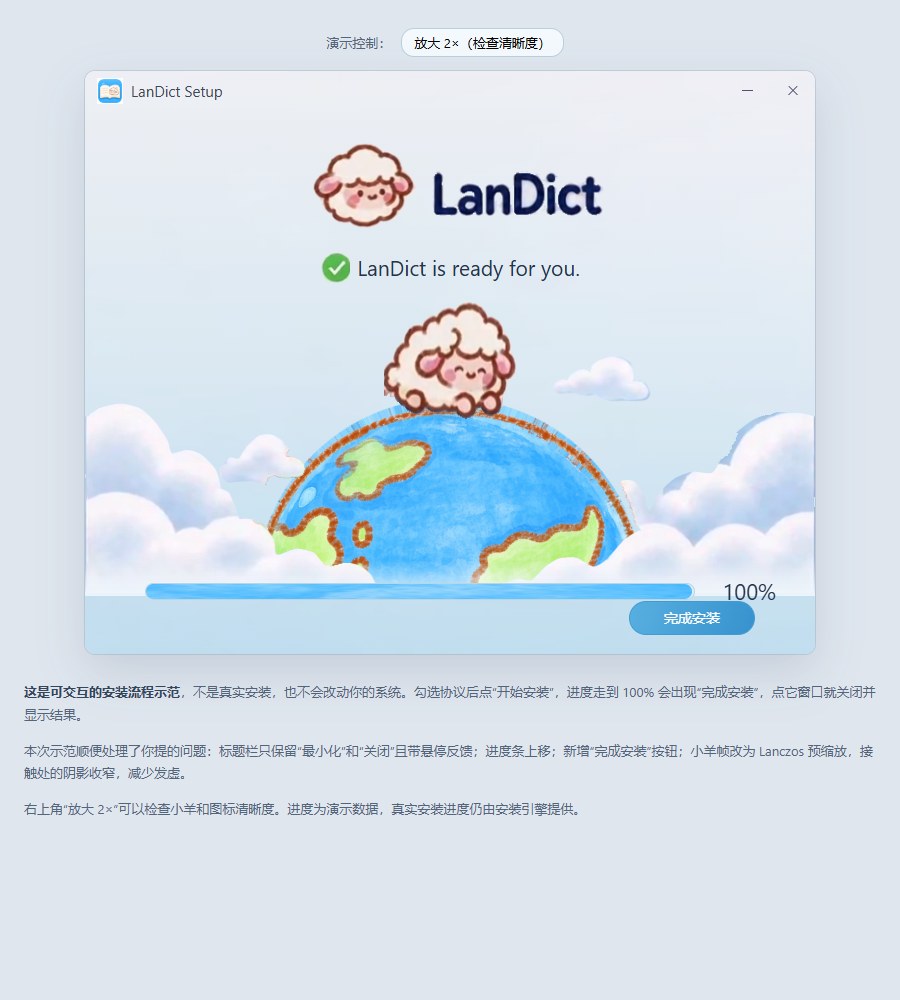 演示控制：
放大 2×（检查清晰度）
LanDict Setup
LanDict
LanDict is ready for you.
100%
完成安装
这是可交互的安装流程示范，不是真实安装，也不会改动你的系统。勾选协议后点“开始安装”，进度走到 100% 会出现“完成安装”，点它窗口就关闭并
显示结果。
本次示范顺便处理了你提的问题：标题栏只保留“最小化”和“关闭”且带悬停反馈；进度条上移；新增“完成安装”按钮；小羊帧改为 Lanczos 预缩放，接
触处的阴影收窄，减少发虚。
右上角“放大 2×”可以检查小羊和图标清晰度。进度为演示数据，真实安装进度仍由安装引擎提供。